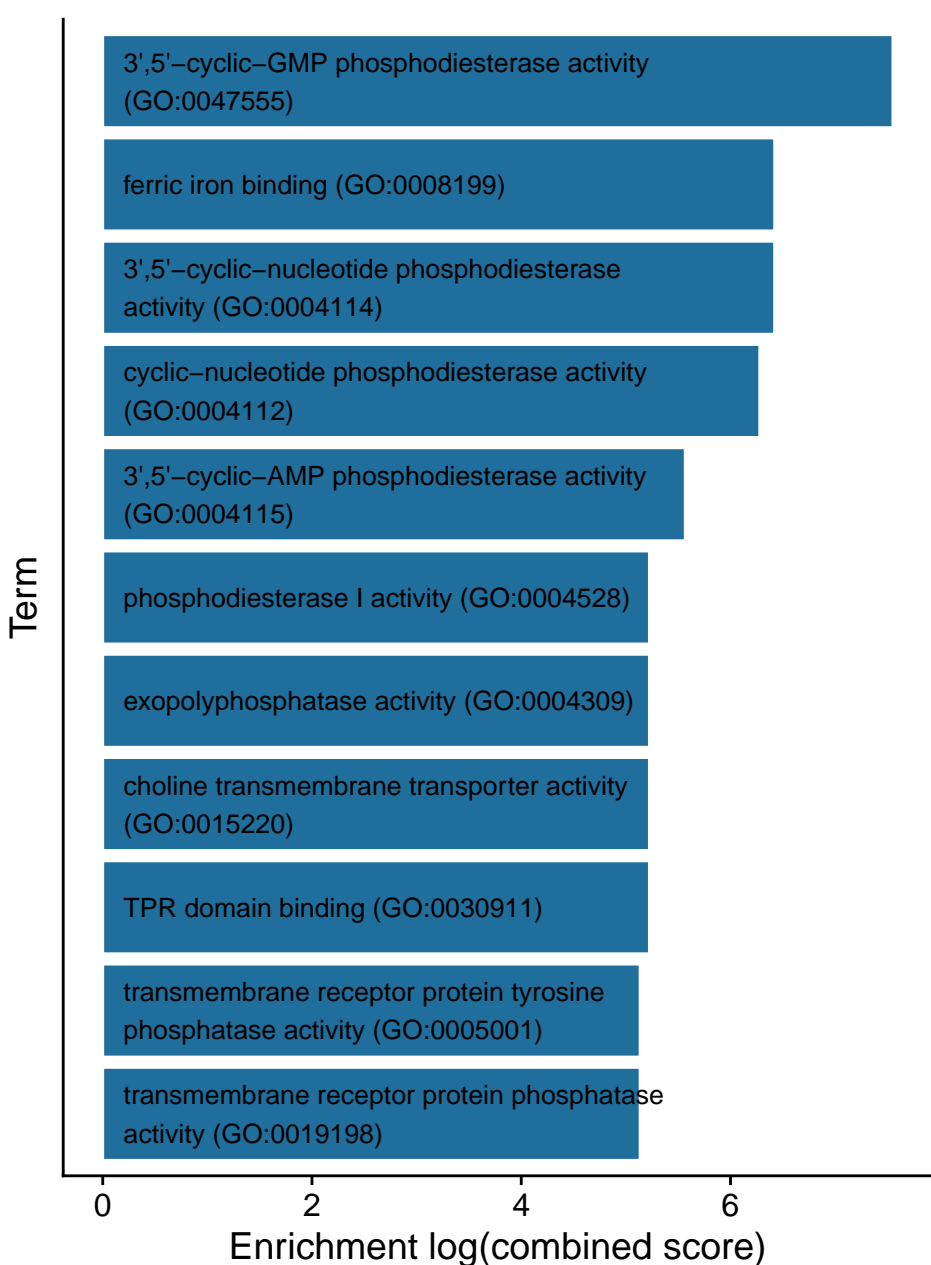 3',5'−cyclic−GMP phosphodiesterase activity
(GO:0047555)
ferric iron binding (GO:0008199)
3',5'−cyclic−nucleotide phosphodiesterase
activity (GO:0004114)
cyclic−nucleotide phosphodiesterase activity
(GO:0004112)
3',5'−cyclic−AMP phosphodiesterase activity
(GO:0004115)
phosphodiesterase I activity (GO:0004528)
exopolyphosphatase activity (GO:0004309)
choline transmembrane transporter activity
(GO:0015220)
TPR domain binding (GO:0030911)
transmembrane receptor protein tyrosine
phosphatase activity (GO:0005001)
transmembrane receptor protein phosphatase
activity (GO:0019198)
Term
0 2 4 6
Enrichment log(combined score)